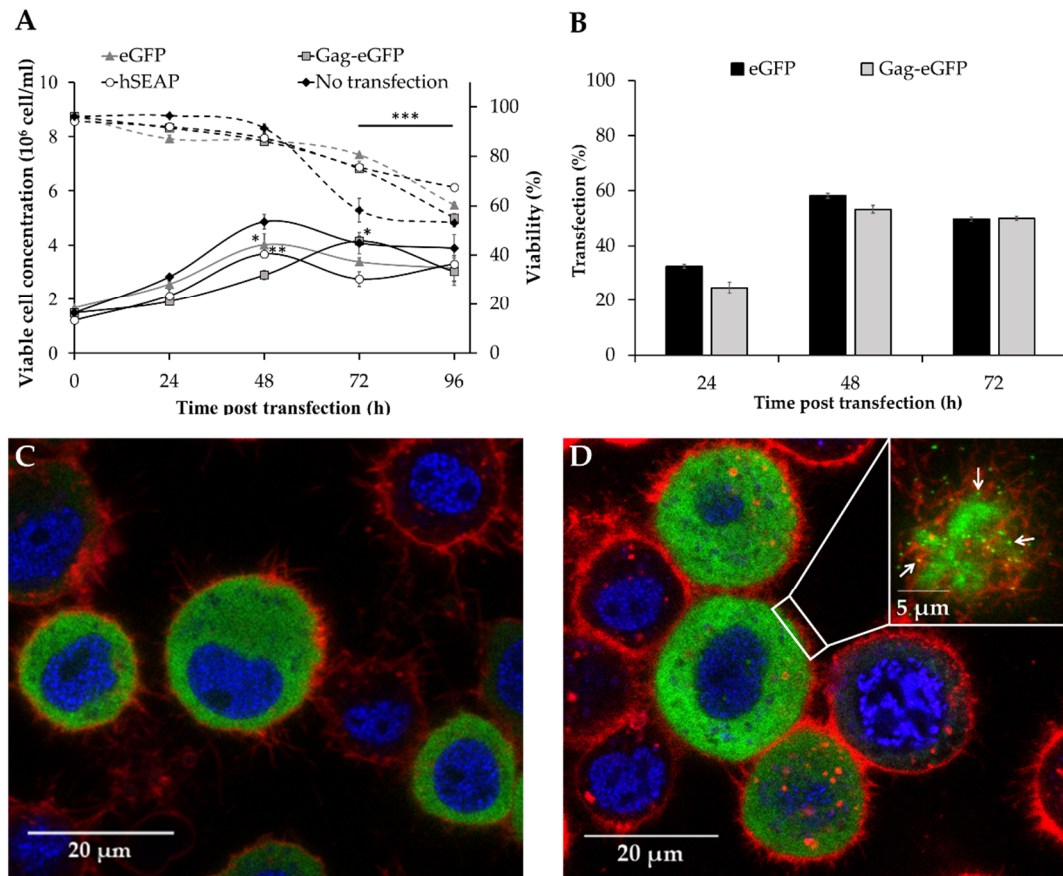 A
eGFP
Gag-eGFP
hSEAP
No transfection
Viable cell concentration (10⁶ cell/ml)
10
8
6
4
2
0
***
*
**
*
100
80
60
40
20
0
Viability (%)
0
24
48
72
96
Time post transfection (h)
B
eGFP
Gag-eGFP
Transfection (%)
100
80
60
40
20
0
24
48
72
Time post transfection (h)
C
20 µm
D
5 µm
20 µm